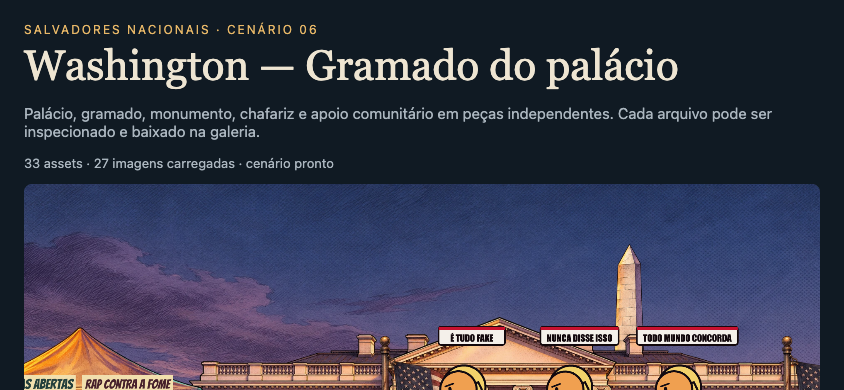 SALVADORES NACIONAIS · CENÁRIO 06
Washington — Gramado do palácio
Palácio, gramado, monumento, chafariz e apoio comunitário em peças independentes. Cada arquivo pode ser
inspecionado e baixado na galeria.
33 assets · 27 imagens carregadas · cenário pronto
É TUDO FAKE
NUNCA DISSE ISSO
TODO MUNDO CONCORDA
S ABERTAS
RAP CONTRA A FOME